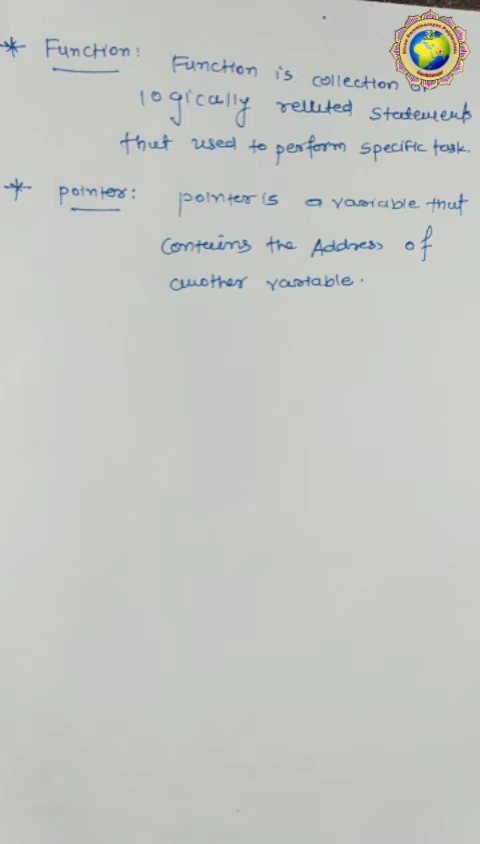 * Function: Function is collection of
logically relluted statements
that used to perform specific task.
* pointer: pointer is a variable that
contains the Address of
another variable.